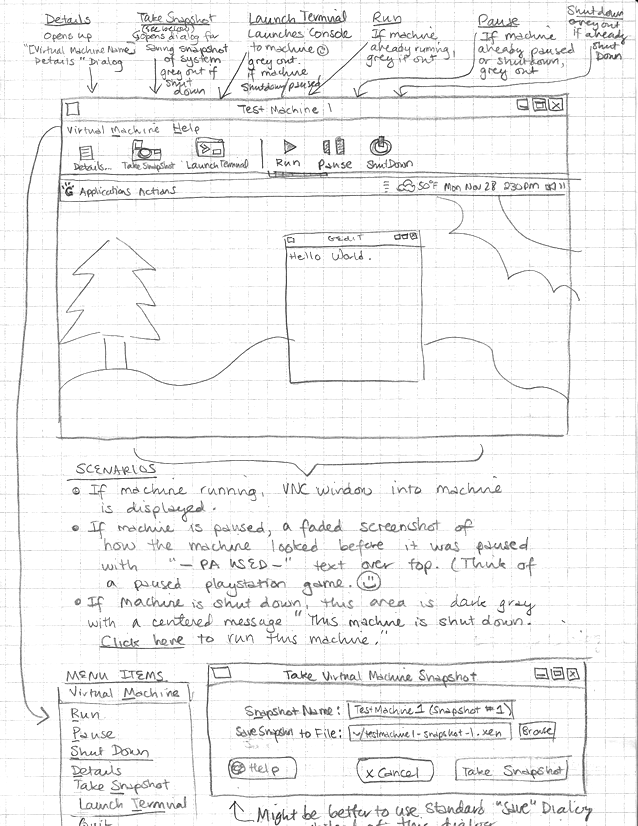 Details
Opens up
"[Virtual Machine Name]
Details" Dialog
Take Snapshot
(see below)
opens dialog for
Saving snapshot
of system
grey out if
shut
down
Launch Terminal
Launches Console
to machine
grey out.
if machine
shutdown/paused
Run
If machine
already running,
grey it out
Pause
If machine
already paused
or shutdown,
grey out
Shutdown
grey out
if already
shut
Down
Test Machine 1
Virtual Machine Help
Details...
Take Snapshot
Launch Terminal
Run
Pause
Shut Down
Applications Actions
50°F Mon Nov 28 2:30PM
Gedit
Hello World.
SCENARIOS
If machine running, VNC window into machine
is displayed.
If machine is paused, a faded screenshot of
how the machine looked before it was paused
with "-PAUSED-" text over top. (Think of
a paused playstation game.
If machine is shut down, this area is dark gray
with a centered message "This machine is shut down.
Click here to run this machine."
MENU ITEMS
Virtual Machine
Run
Pause
Shut Down
Details
Take Snapshot
Launch Terminal
Quit
Take Virtual Machine Snapshot
Snapshot Name: TestMachine1 (Snapshot #1)
Save Snapshot to File: ~/testmachine1-snapshot-1.xen Browse
Help
X Cancel
Take Snapshot
Might be better to use standard "save" Dialog